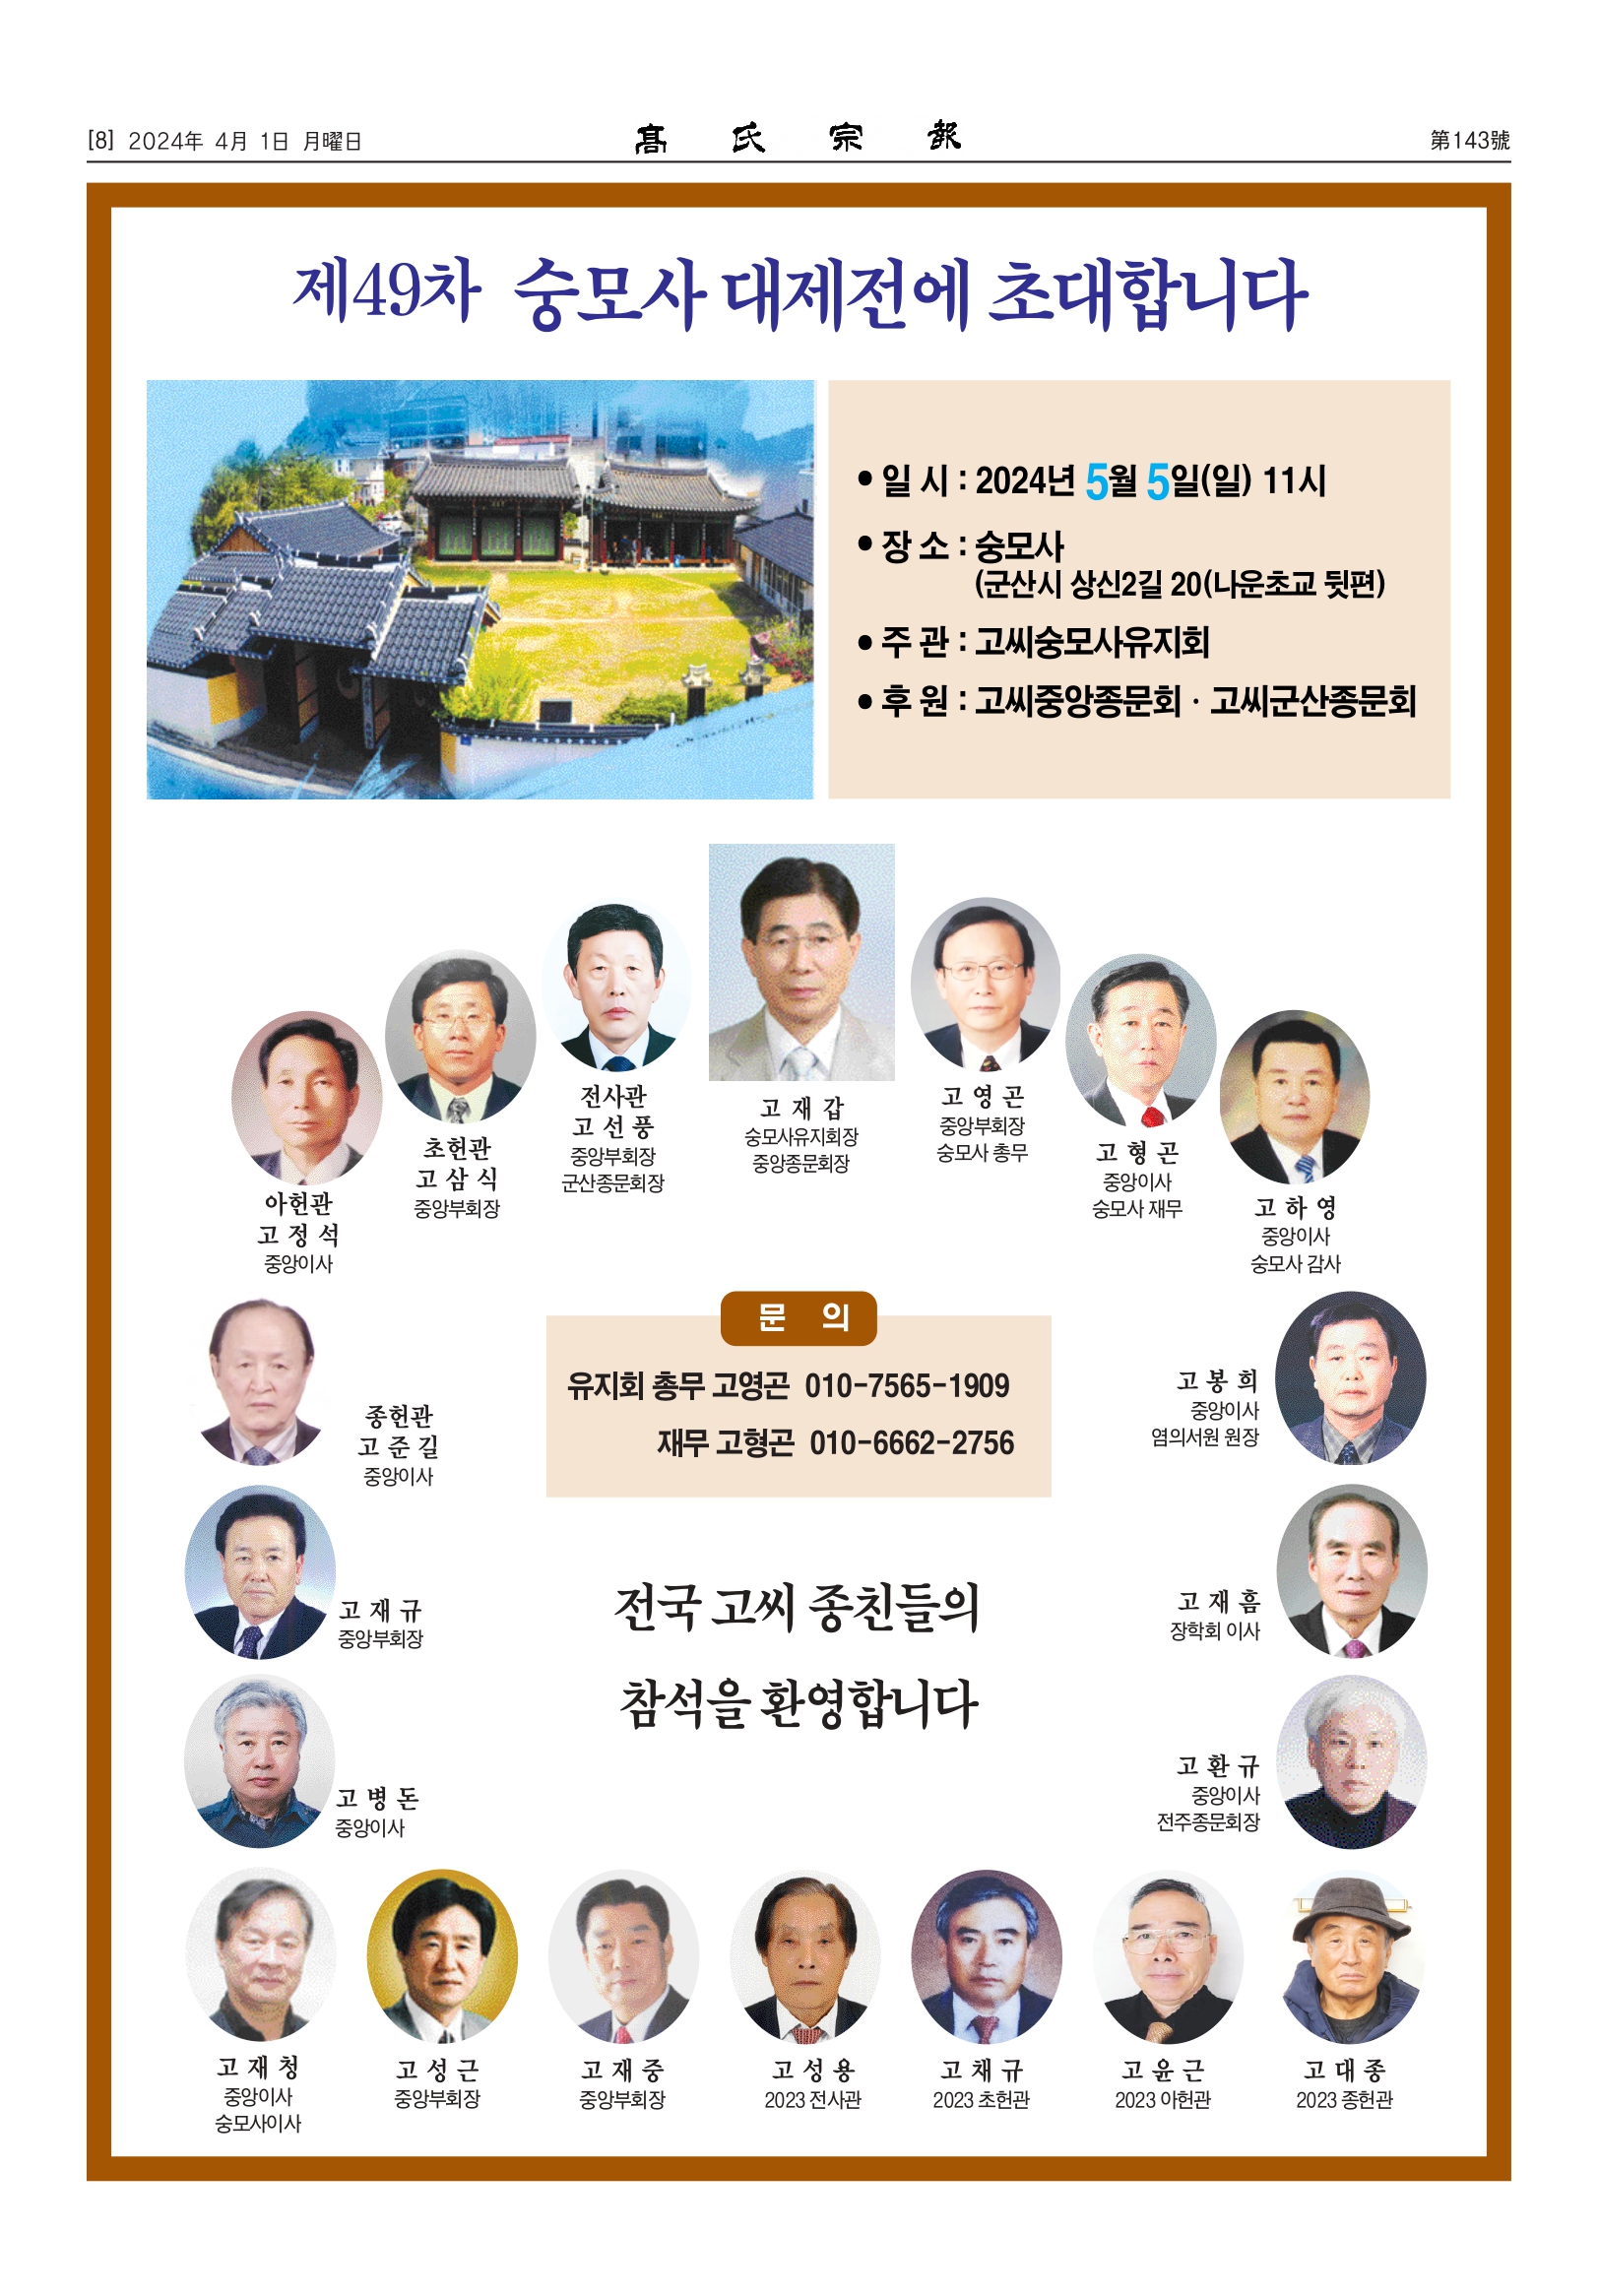 [8] 2024年 4月 1日 月曜日
髙氏宗報
第143號
제49차 숭모사 대제전에 초대합니다
• 일 시 : 2024년 5월 5일(일) 11시
• 장 소 : 숭모사
(군산시 상신2길 20(나운초교 뒷편)
• 주 관 : 고씨숭모사유지회
• 후 원 : 고씨중앙종문회 · 고씨군산종문회
아헌관
고 정 석
중앙이사
초헌관
고 삼 식
중앙부회장
전사관
고 선 풍
중앙부회장
군산종문회장
고 재 갑
숭모사유지회장
중앙종문회장
고 영 곤
중앙부회장
숭모사 총무
고 형 곤
중앙이사
숭모사 재무
고 하 영
중앙이사
숭모사 감사
종헌관
고 준 길
중앙이사
문 의
유지회 총무 고영곤 010-7565-1909
재무 고형곤 010-6662-2756
고 봉 희
중앙이사
염의서원 원장
고 재 규
중앙부회장
전국 고씨 종친들의
참석을 환영합니다
고 재 흠
장학회 이사
고 병 돈
중앙이사
고 환 규
중앙이사
전주종문회장
고 재 청
중앙이사
숭모사이사
고 성 근
중앙부회장
고 재 중
중앙부회장
고 성 용
2023 전사관
고 채 규
2023 초헌관
고 윤 근
2023 아헌관
고 대 종
2023 종헌관